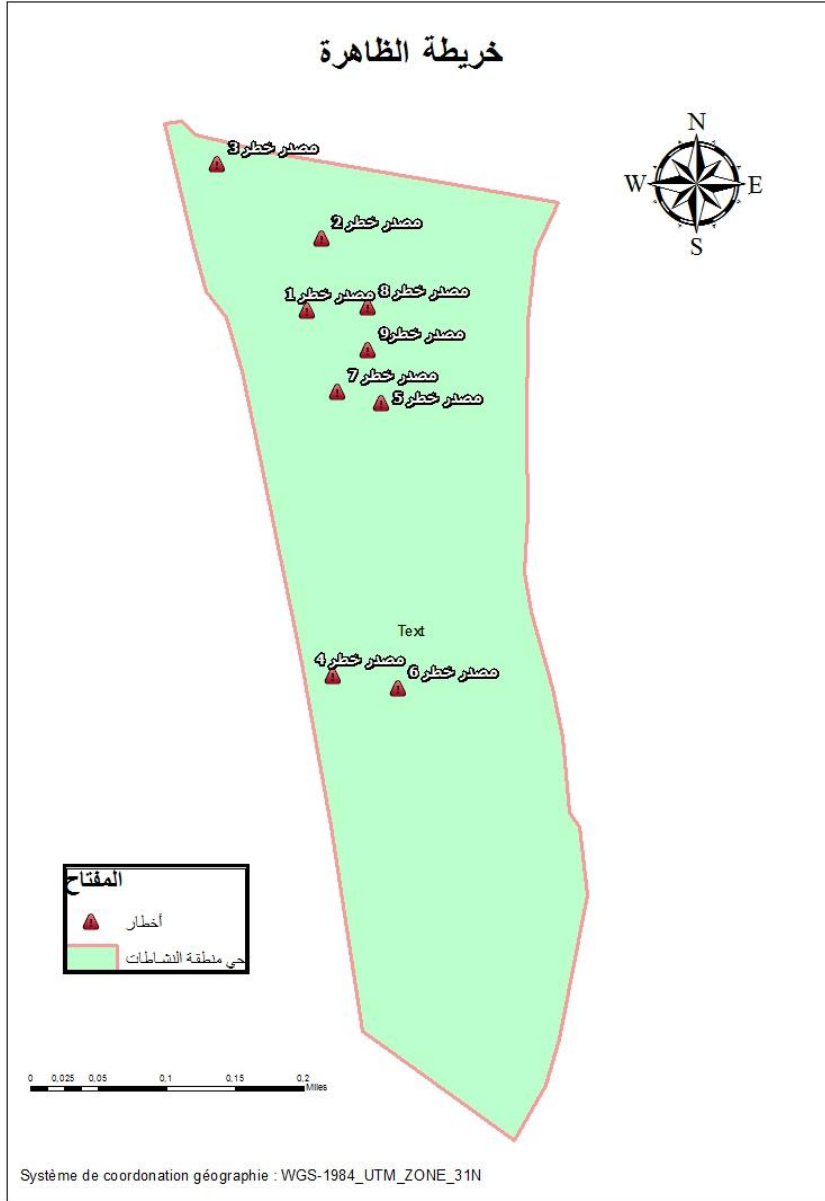 خريطة الظاهرة
N
W E
S
مصدر خطر 3
مصدر خطر 2
مصدر خطر 1
مصدر خطر 8
مصدر خطر9
مصدر خطر 7
مصدر خطر 5
Text
مصدر خطر 4
مصدر خطر 6
المفتاح
أخطار
حي منطقة النشاطات
0 0,025 0,05 0,1 0,15 0,2
Miles
Système de coordonation géographie : WGS-1984_UTM_ZONE_31N